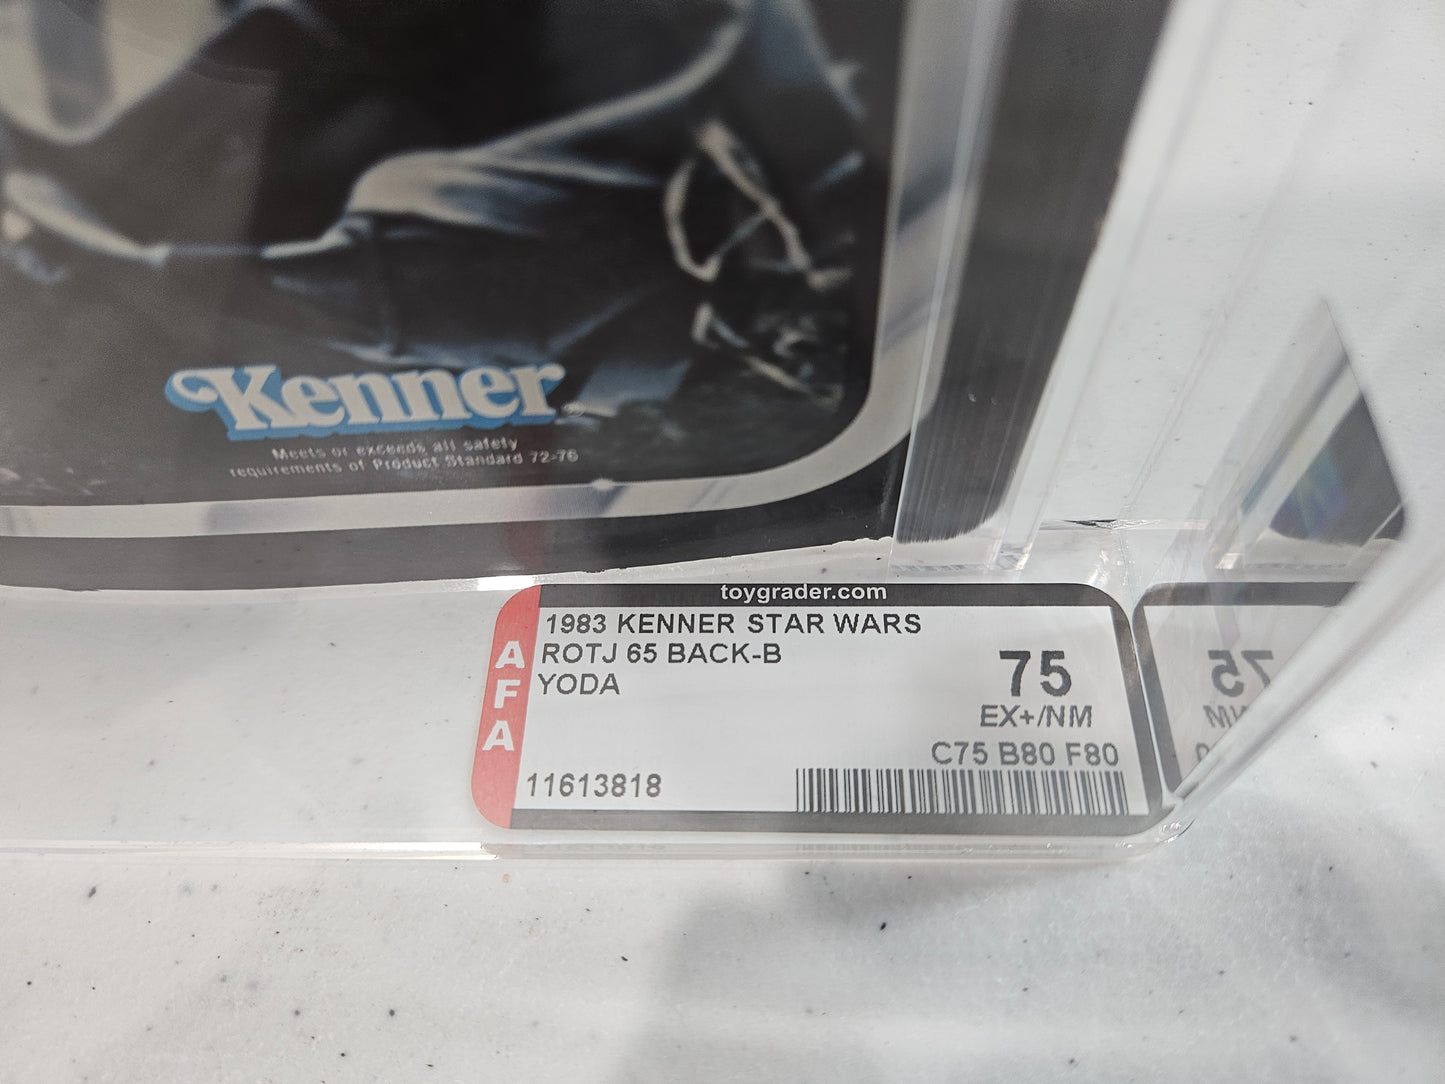 Kenner®
Meets or exceeds all safety
requirements of Product Standard 72-76
toygrader.com
AFA
1983 KENNER STAR WARS
ROTJ 65 BACK-B
YODA
75
EX+/NM
C75 B80 F80
11613818
75